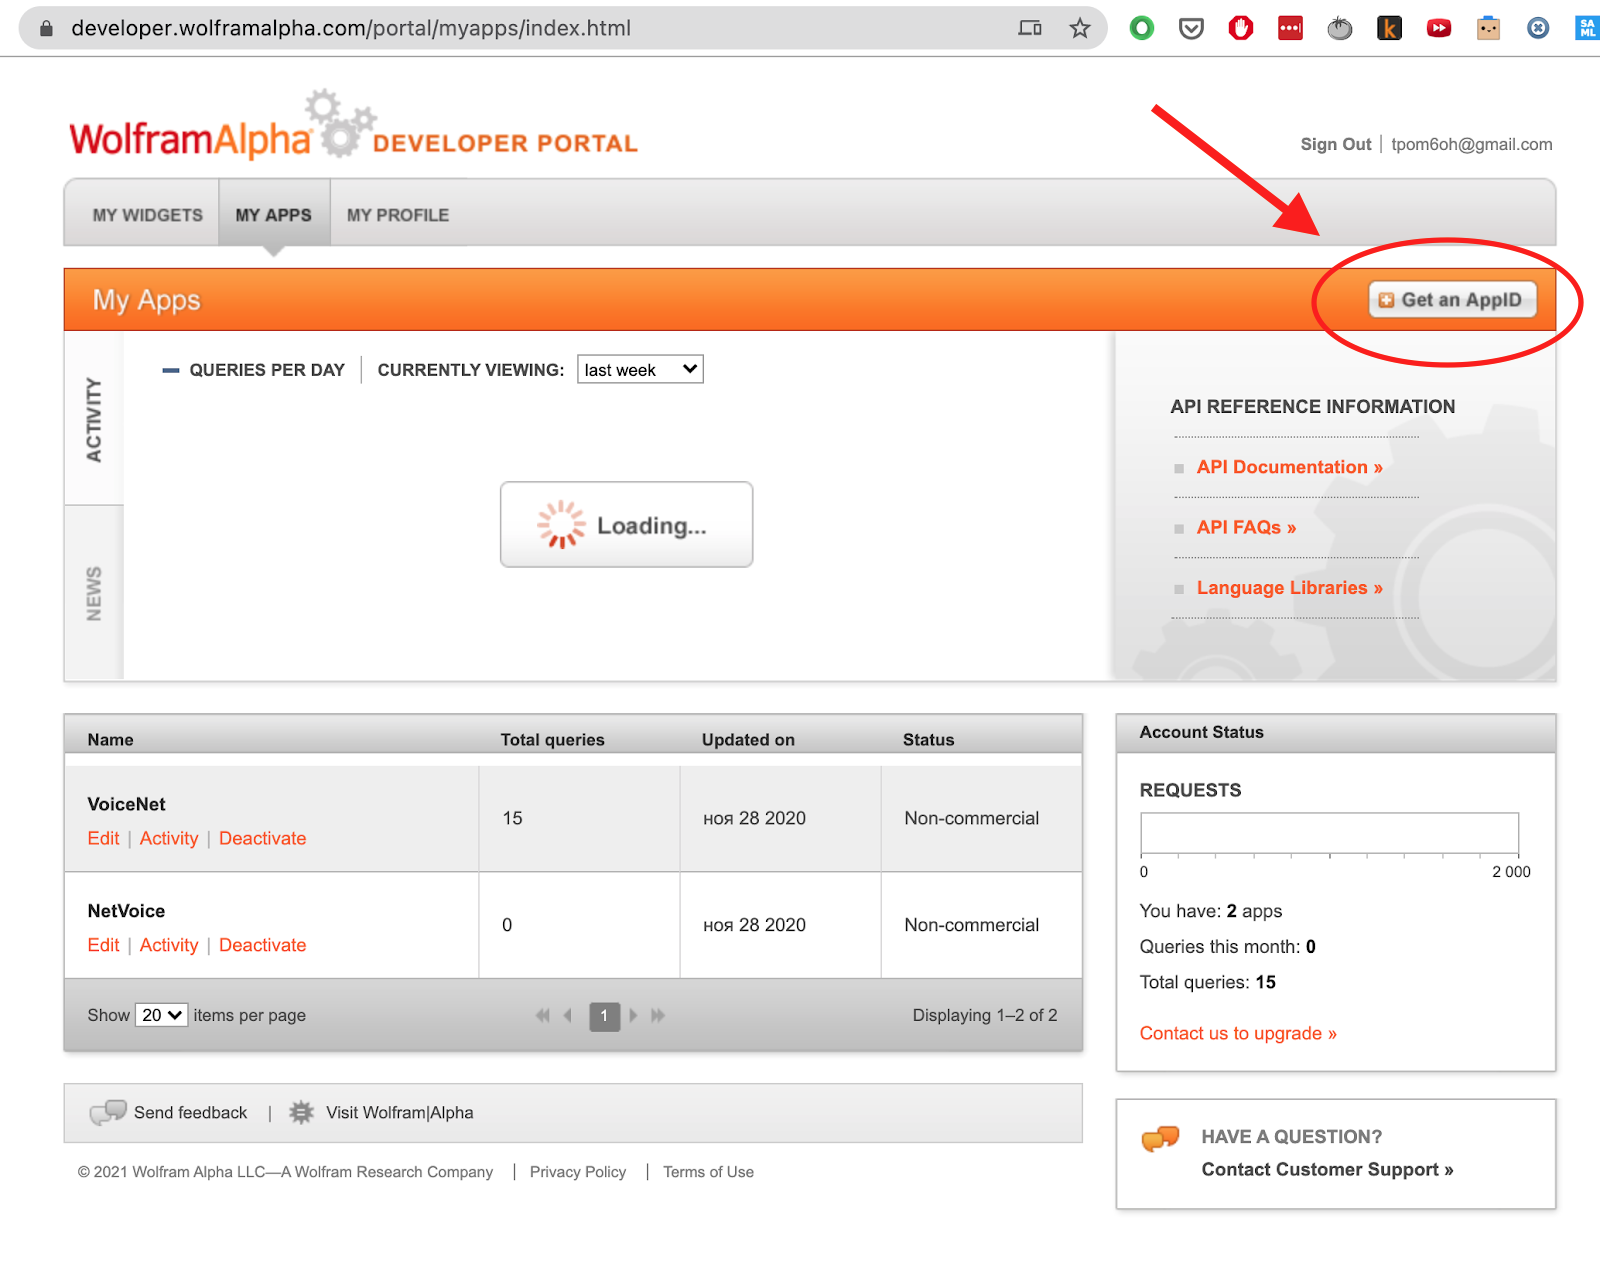 developer.wolframalpha.com/portal/myapps/index.html
k
SA
ML
WolframAlpha DEVELOPER PORTAL
Sign Out | tpom6oh@gmail.com
MY WIDGETS MY APPS MY PROFILE
My Apps
Get an AppID
ACTIVITY
NEWS
QUERIES PER DAY | CURRENTLY VIEWING: last week
Loading...
API REFERENCE INFORMATION
API Documentation »
API FAQs »
Language Libraries »
Name Total queries Updated on Status
VoiceNet
Edit | Activity | Deactivate
15 ноя 28 2020 Non-commercial
NetVoice
Edit | Activity | Deactivate
0 ноя 28 2020 Non-commercial
Show 20 items per page
1
Displaying 1–2 of 2
Account Status
REQUESTS
0 2 000
You have: 2 apps
Queries this month: 0
Total queries: 15
Contact us to upgrade »
Send feedback | Visit Wolfram|Alpha
HAVE A QUESTION?
Contact Customer Support »
© 2021 Wolfram Alpha LLC—A Wolfram Research Company | Privacy Policy | Terms of Use